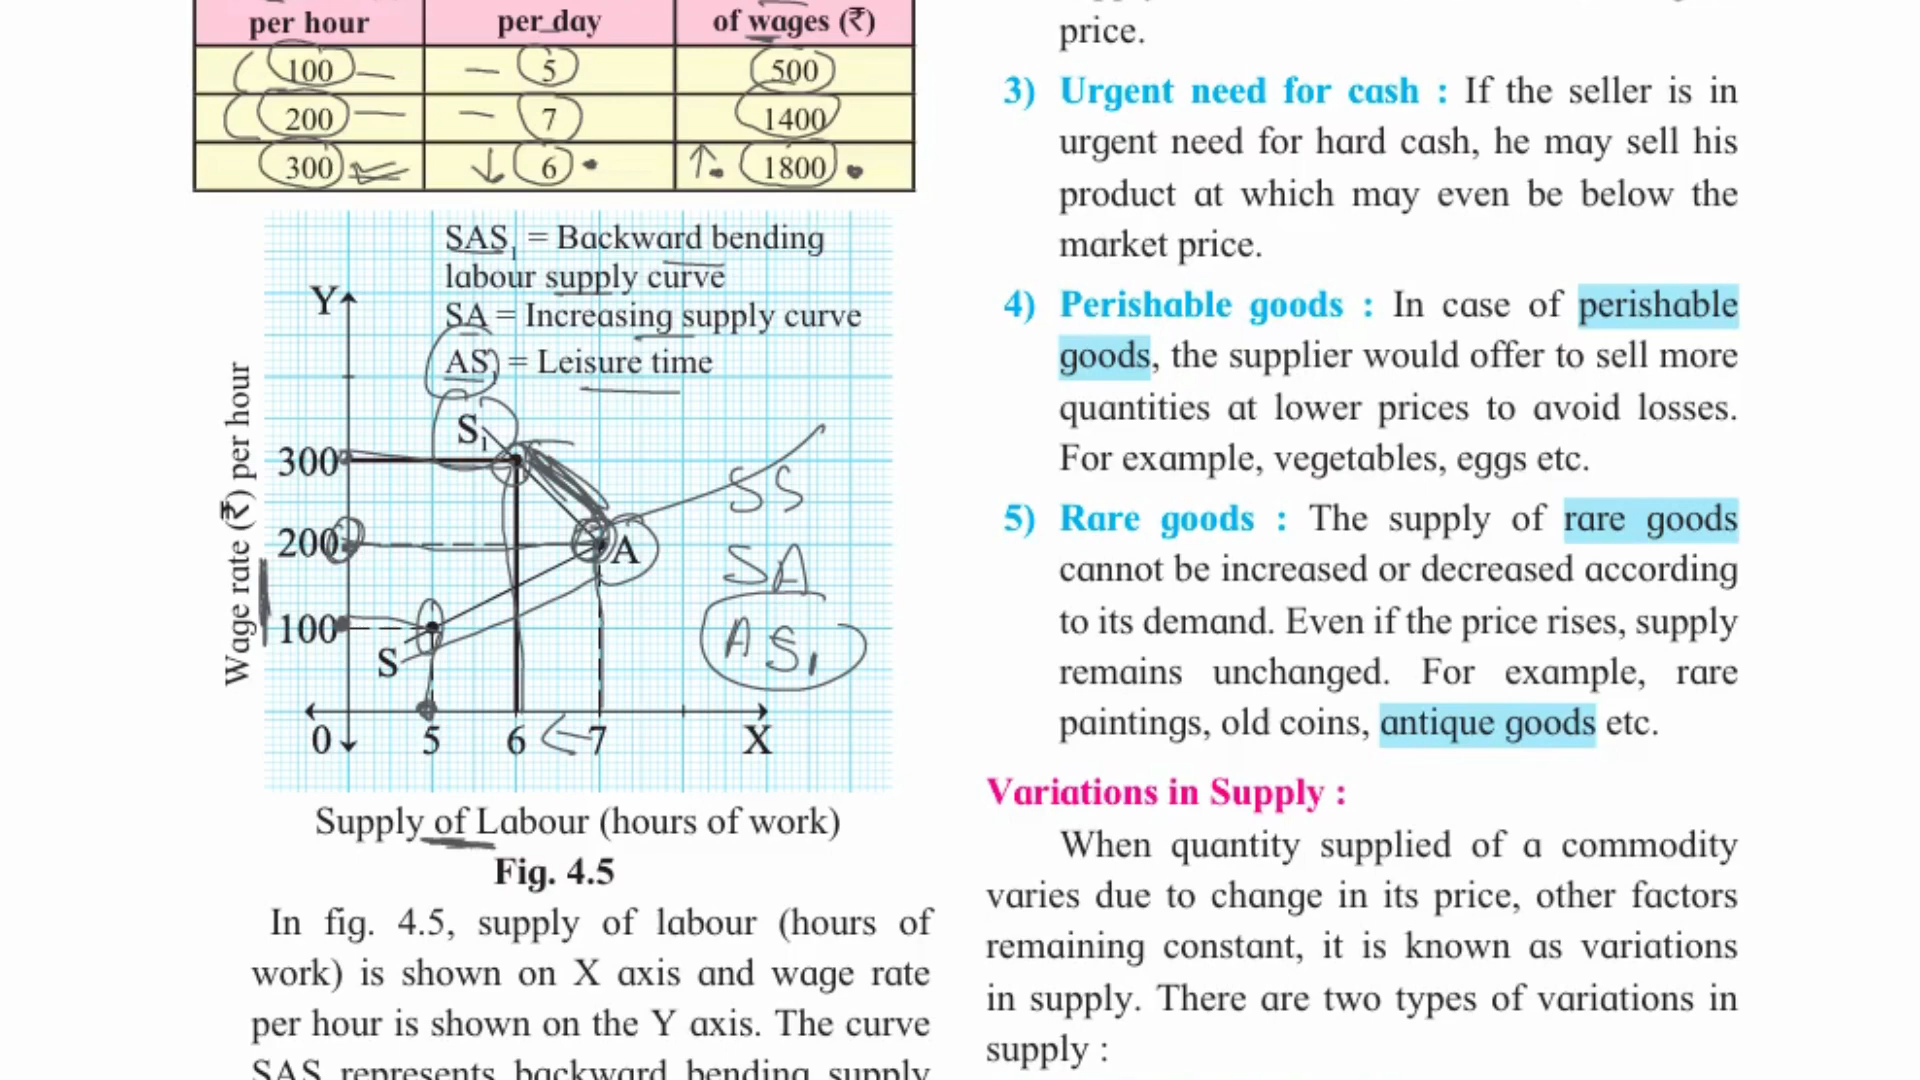 per hour
per day
of wages (₹)
100
5
500
200
7
1400
300
6
1800
SAS₁ = Backward bending
labour supply curve
SA = Increasing supply curve
AS₁ = Leisure time
Y
S₁
300
200
A
100
S
0
5
6
7
X
Wage rate (₹) per hour
SS
SA
AS₁
Supply of Labour (hours of work)
Fig. 4.5
In fig. 4.5, supply of labour (hours of
work) is shown on X axis and wage rate
per hour is shown on the Y axis. The curve
SAS represents backward bending supply
price.
3) Urgent need for cash : If the seller is in
urgent need for hard cash, he may sell his
product at which may even be below the
market price.
4) Perishable goods : In case of perishable
goods, the supplier would offer to sell more
quantities at lower prices to avoid losses.
For example, vegetables, eggs etc.
5) Rare goods : The supply of rare goods
cannot be increased or decreased according
to its demand. Even if the price rises, supply
remains unchanged. For example, rare
paintings, old coins, antique goods etc.
Variations in Supply :
When quantity supplied of a commodity
varies due to change in its price, other factors
remaining constant, it is known as variations
in supply. There are two types of variations in
supply :